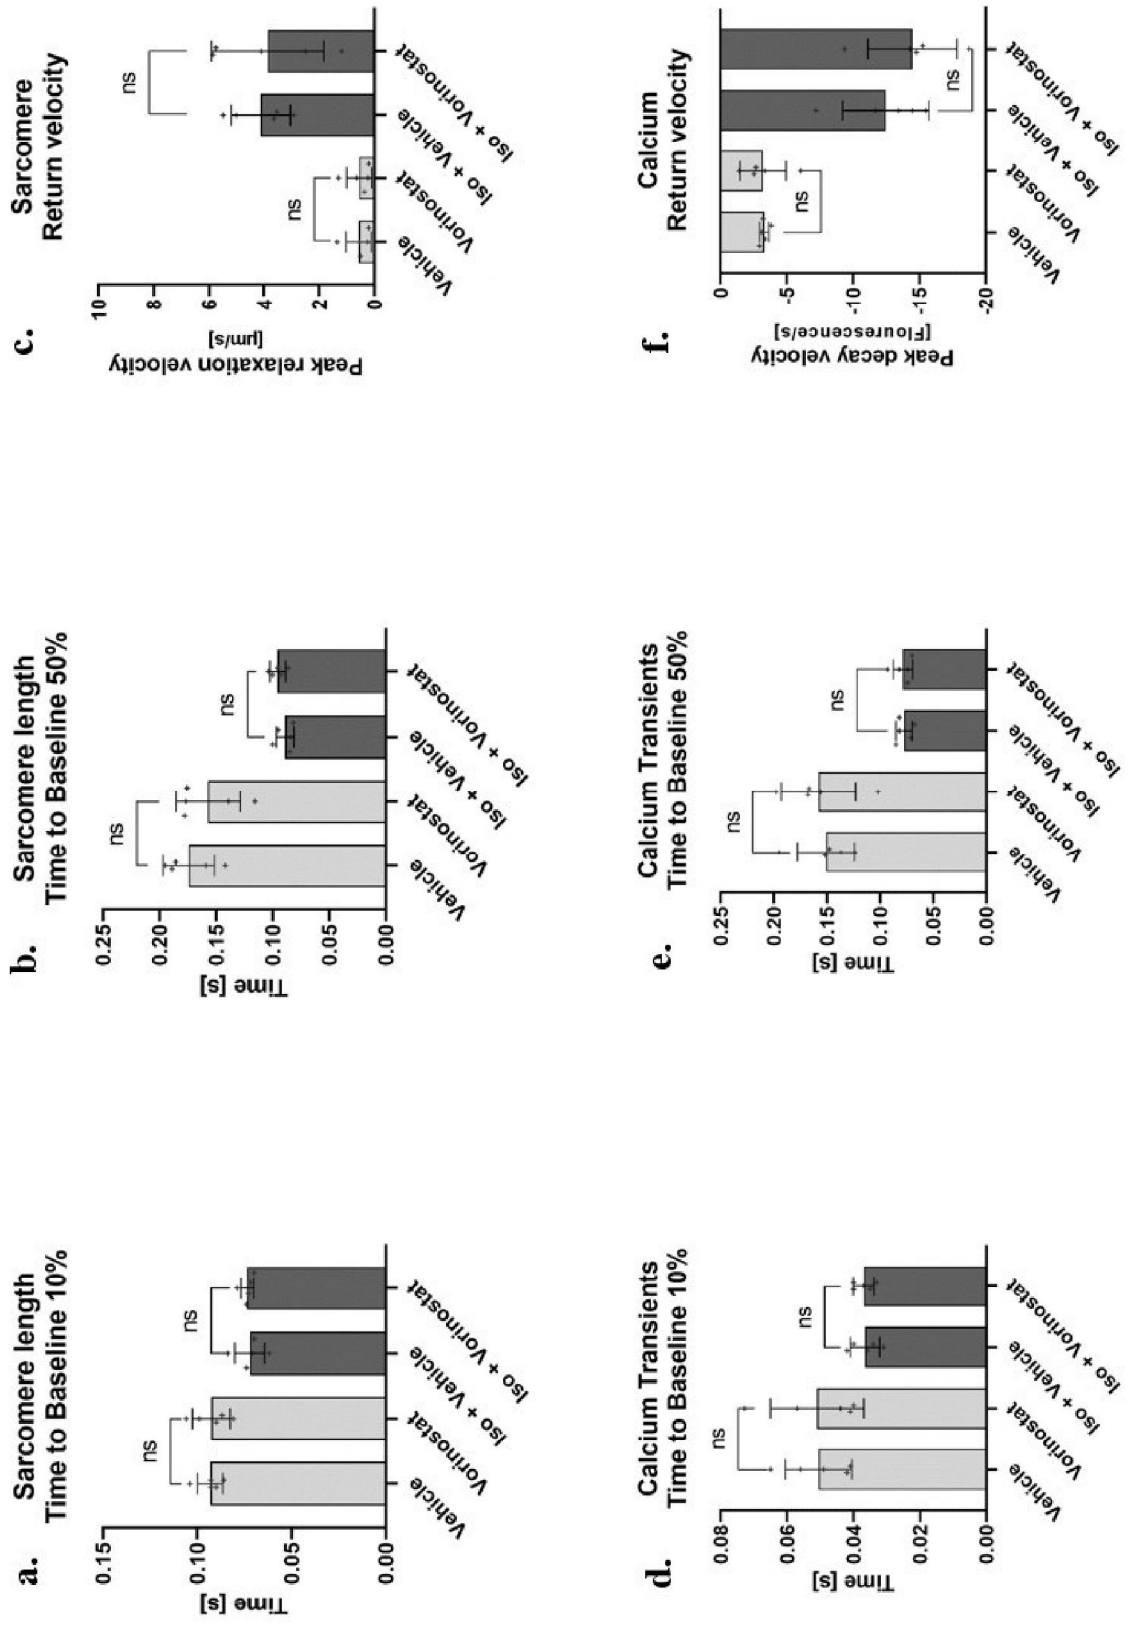 a.
Sarcomere length
Time to Baseline 10%
Time [s]
0.15
0.10
0.05
0.00
ns
ns
Vehicle
Vorinostat
Iso + Vehicle
Iso + Vorinostat
b.
Sarcomere length
Time to Baseline 50%
Time [s]
0.25
0.20
0.15
0.10
0.05
0.00
ns
ns
Vehicle
Vorinostat
Iso + Vehicle
Iso + Vorinostat
c.
Sarcomere
Return velocity
Peak relaxation velocity
[µm/s]
10
8
6
4
2
0
ns
ns
Vehicle
Vorinostat
Iso + Vehicle
Iso + Vorinostat
d.
Calcium Transients
Time to Baseline 10%
Time [s]
0.08
0.06
0.04
0.02
0.00
ns
ns
Vehicle
Vorinostat
Iso + Vehicle
Iso + Vorinostat
e.
Calcium Transients
Time to Baseline 50%
Time [s]
0.25
0.20
0.15
0.10
0.05
0.00
ns
ns
Vehicle
Vorinostat
Iso + Vehicle
Iso + Vorinostat
f.
Calcium
Return velocity
Peak decay velocity
[Flourescence/s]
0
-5
-10
-15
-20
ns
ns
Vehicle
Vorinostat
Iso + Vehicle
Iso + Vorinostat